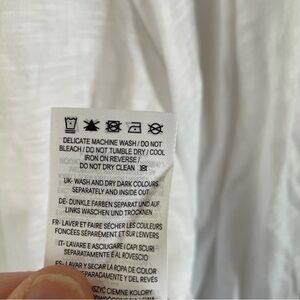 DELICATE MACHINE WASH / DO NOT
BLEACH / DO NOT TUMBLE DRY / COOL
IRON ON REVERSE /
DO NOT DRY CLEAN
UK- WASH AND DRY DARK COLOURS
SEPARATELY AND INSIDE OUT
DE- DUNKLE FARBEN SEPARAT UND AUF
LINKS WASCHEN UND TROCKNEN
FR- LAVER ET FAIRE SÉCHER LES COULEURS
FONCÉES SÉPARÉMENT ET SUR L'ENVERS
IT- LAVARE E ASCIUGARE I CAPI SCURI
SEPARATAMENTE E AL ROVESCIO
ES- LAVAR Y SECAR LA ROPA DE COLOR
SEPARADAMENTE Y DEL
CIEMNE KOLORY